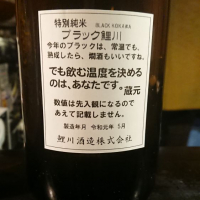 特別純米
BLACK KOIKAWA
ブラック鯉川
今年のブラックは、常温でも、
熟成したら、燗酒もいいですね。
でも飲む温度を決める
のは、あなたです。蔵元
数値は先入観になるので
あえて記載しません。
製造年月 令和元年 5月
鯉川酒造株式会社